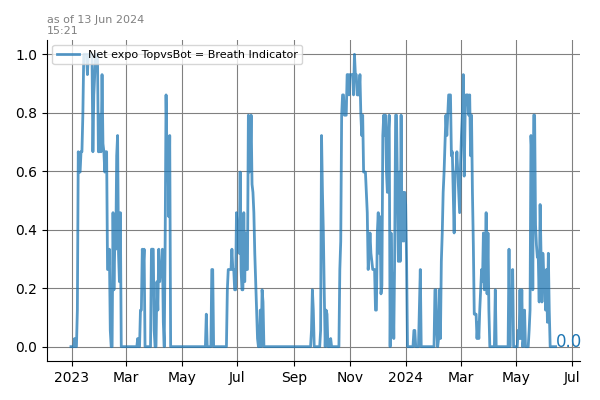 as of 13 Jun 2024
15:21
Net expo TopvsBot = Breath Indicator
1.0
0.8
0.6
0.4
0.2
0.0
0.0
2023 Mar May Jul Sep Nov 2024 Mar May Jul